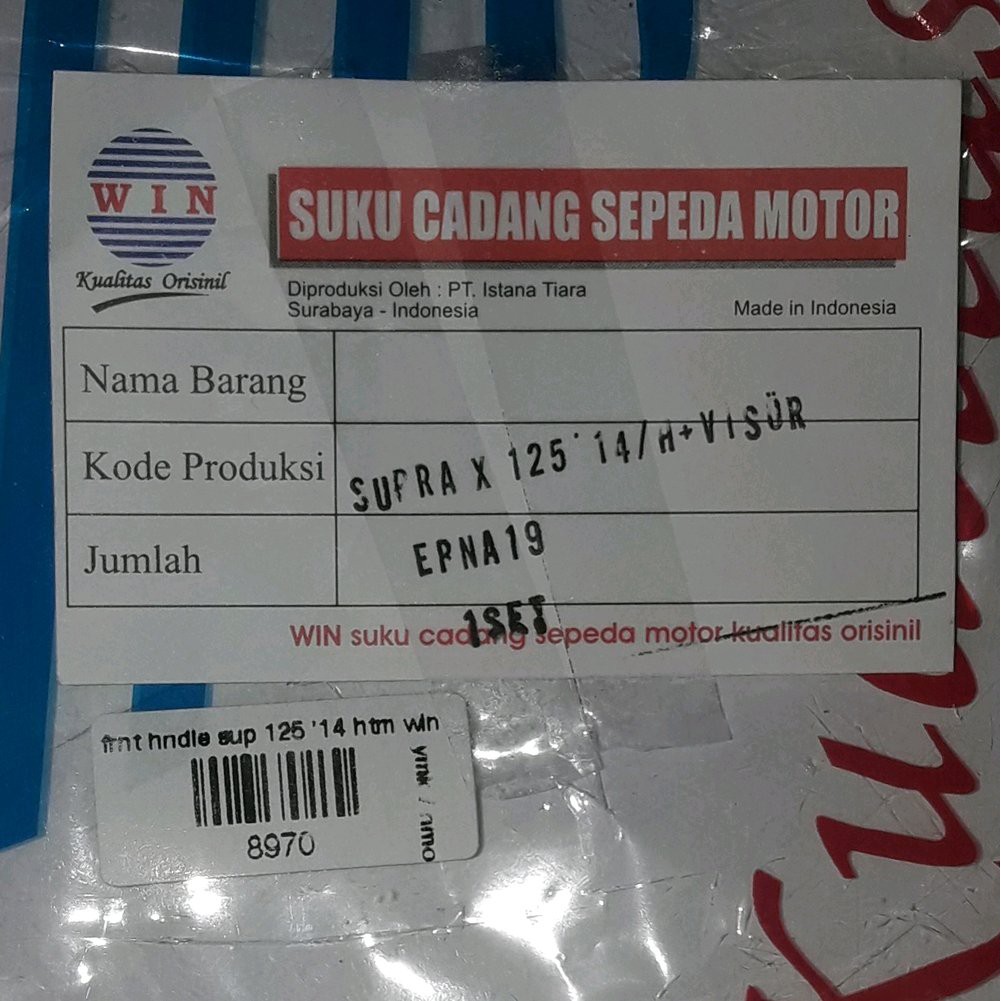 WIN
Kualitas Orisinil
SUKU CADANG SEPEDA MOTOR
Diproduksi Oleh : PT. Istana Tiara
Surabaya - Indonesia
Made in Indonesia
Nama Barang
Kode Produksi
SUPRA X 125 '14/H+VISÜR
Jumlah
EPNA19
1SET
WIN suku cadang sepeda motor kualitas orisinil
frnt hndle sup 125 '14 htm win
8970